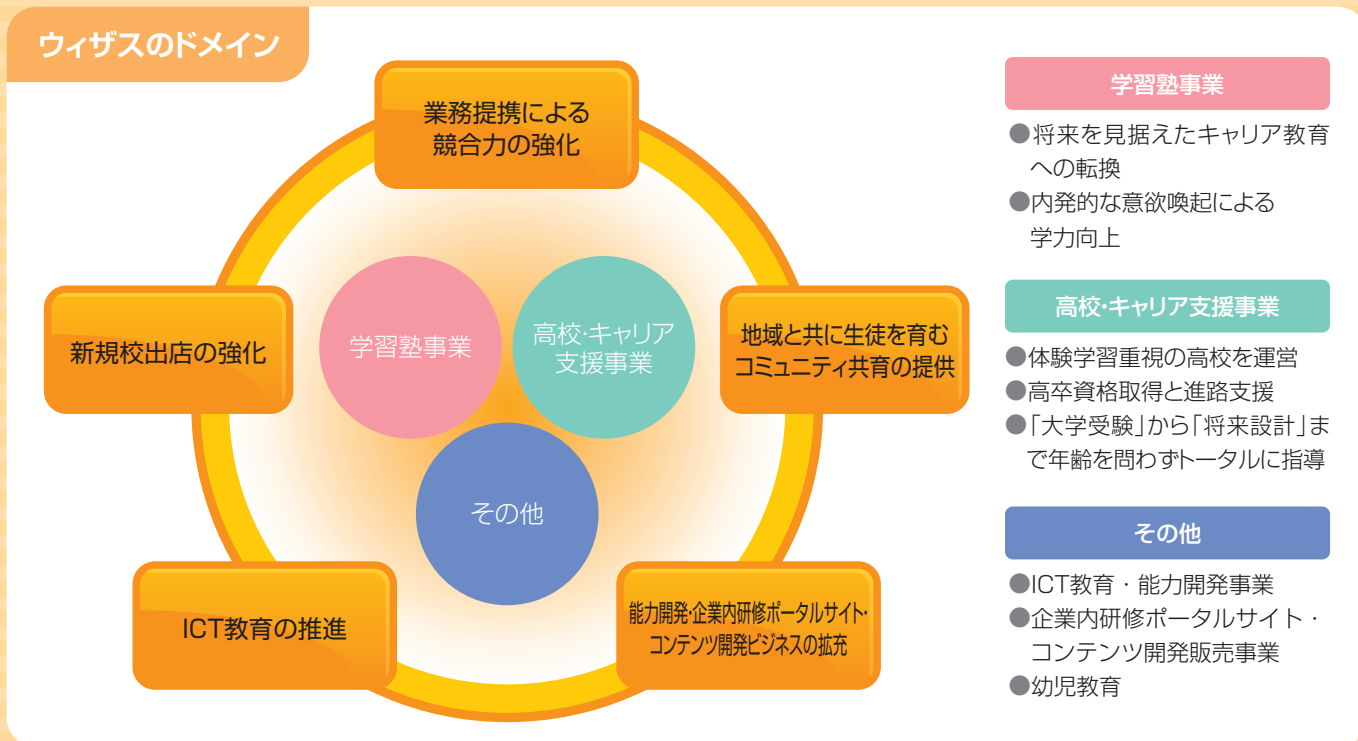 ウィザスのドメイン
業務提携による
競合力の強化
新規校出店の強化
学習塾事業
高校・キャリア
支援事業
地域と共に生徒を育む
コミュニティ共育の提供
その他
ICT教育の推進
能力開発・企業内研修ポータルサイト・
コンテンツ開発ビジネスの拡充
学習塾事業
●将来を見据えたキャリア教育
への転換
●内発的な意欲喚起による
学力向上
高校・キャリア支援事業
●体験学習重視の高校を運営
●高卒資格取得と進路支援
●「大学受験」から「将来設計」ま
で年齢を問わずトータルに指導
その他
●ICT教育・能力開発事業
●企業内研修ポータルサイト・
コンテンツ開発販売事業
●幼児教育